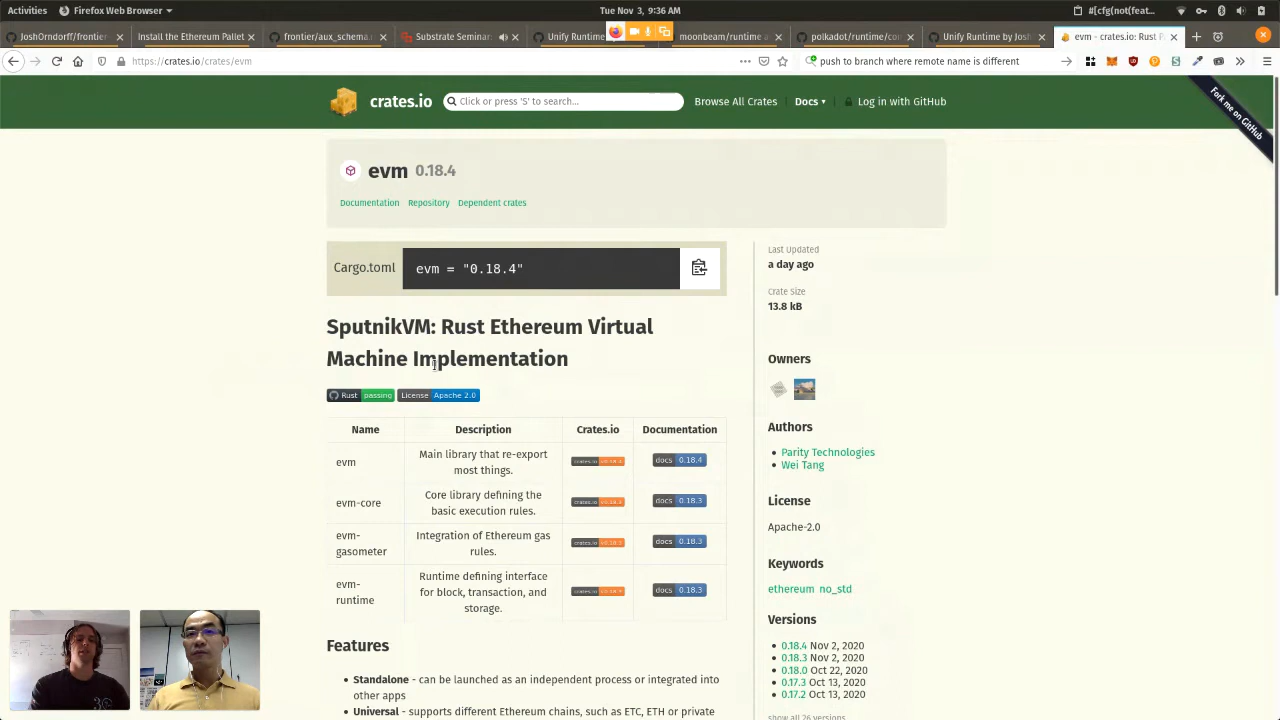 Activities
Firefox Web Browser
Tue Nov 3, 9:36 AM
JoshOrndorff/frontier
Install the Ethereum Pallet
frontier/aux_schema.r
Substrate Seminar
Unify Runtime
moonbeam/runtime a
polkadot/runtime/co
Unify Runtime by Josh
evm - crates.io: Rust P
#[cfg(not(feat...
https://crates.io/crates/evm
push to branch where remote name is different
crates.io
Click or press 'S' to search...
Browse All Crates
Docs
Log in with GitHub
Fork me on GitHub
evm 0.18.4
Documentation
Repository
Dependent crates
Cargo.toml
evm = "0.18.4"
SputnikVM: Rust Ethereum Virtual
Machine Implementation
Rust passing
License Apache 2.0
Name
Description
Crates.io
Documentation
evm
Main library that re-export
most things.
docs 0.18.4
evm-core
Core library defining the
basic execution rules.
docs 0.18.3
evm-
gasometer
Integration of Ethereum gas
rules.
docs 0.18.3
evm-
runtime
Runtime defining interface
for block, transaction, and
storage.
docs 0.18.3
Features
Standalone - can be launched as an independent process or integrated into
other apps
Universal - supports different Ethereum chains, such as ETC, ETH or private
Last Updated
a day ago
Crate Size
13.8 kB
Owners
Authors
Parity Technologies
Wei Tang
License
Apache-2.0
Keywords
ethereum no_std
Versions
0.18.4 Nov 2, 2020
0.18.3 Nov 2, 2020
0.18.0 Oct 22, 2020
0.17.3 Oct 13, 2020
0.17.2 Oct 13, 2020
show all 26 versions